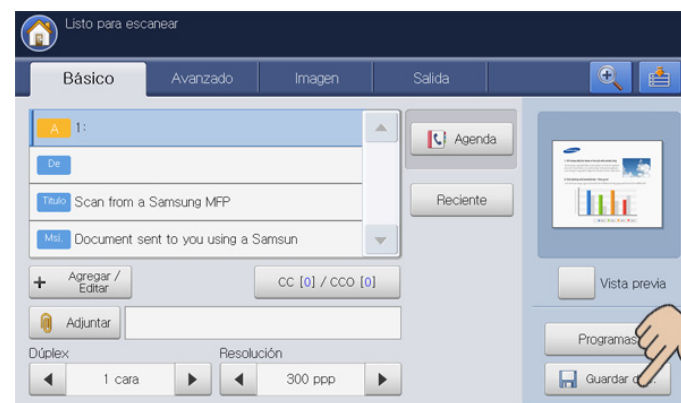 Listo para escanear
Básico
Avanzado
Imagen
Salida
A 1:
De
Título Scan from a Samsung MFP
Msj. Document sent to you using a Samsun
Agenda
Reciente
+ Agregar /
Editar
CC [0] / CCO [0]
Adjuntar
Dúplex
Resolución
1 cara
300 ppp
Vista previa
Programas
Guardar